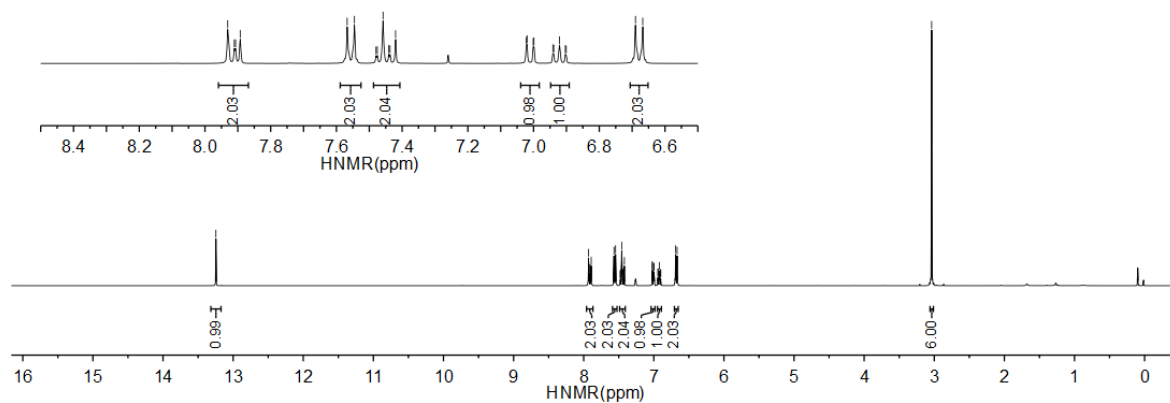 2.03 2.03 2.04 0.98 1.00 2.03
8.4 8.2 8.0 7.8 7.6 7.4 7.2 7.0 6.8 6.6
HNMR(ppm)
0.99 2.03 2.03 2.04 0.98 1.00 2.03 6.00
16 15 14 13 12 11 10 9 8 7 6 5 4 3 2 1 0
HNMR(ppm)